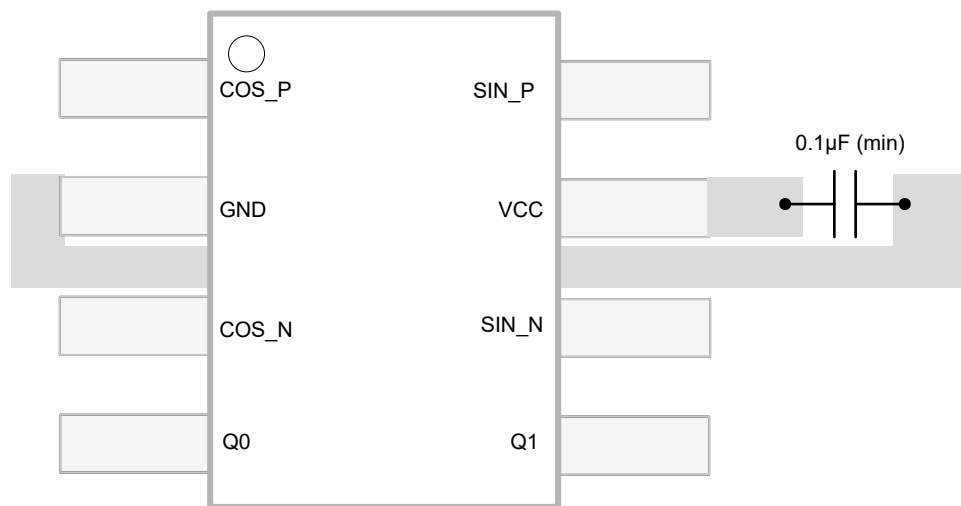 COS_P
SIN_P
0.1µF (min)
GND
VCC
COS_N
SIN_N
Q0
Q1